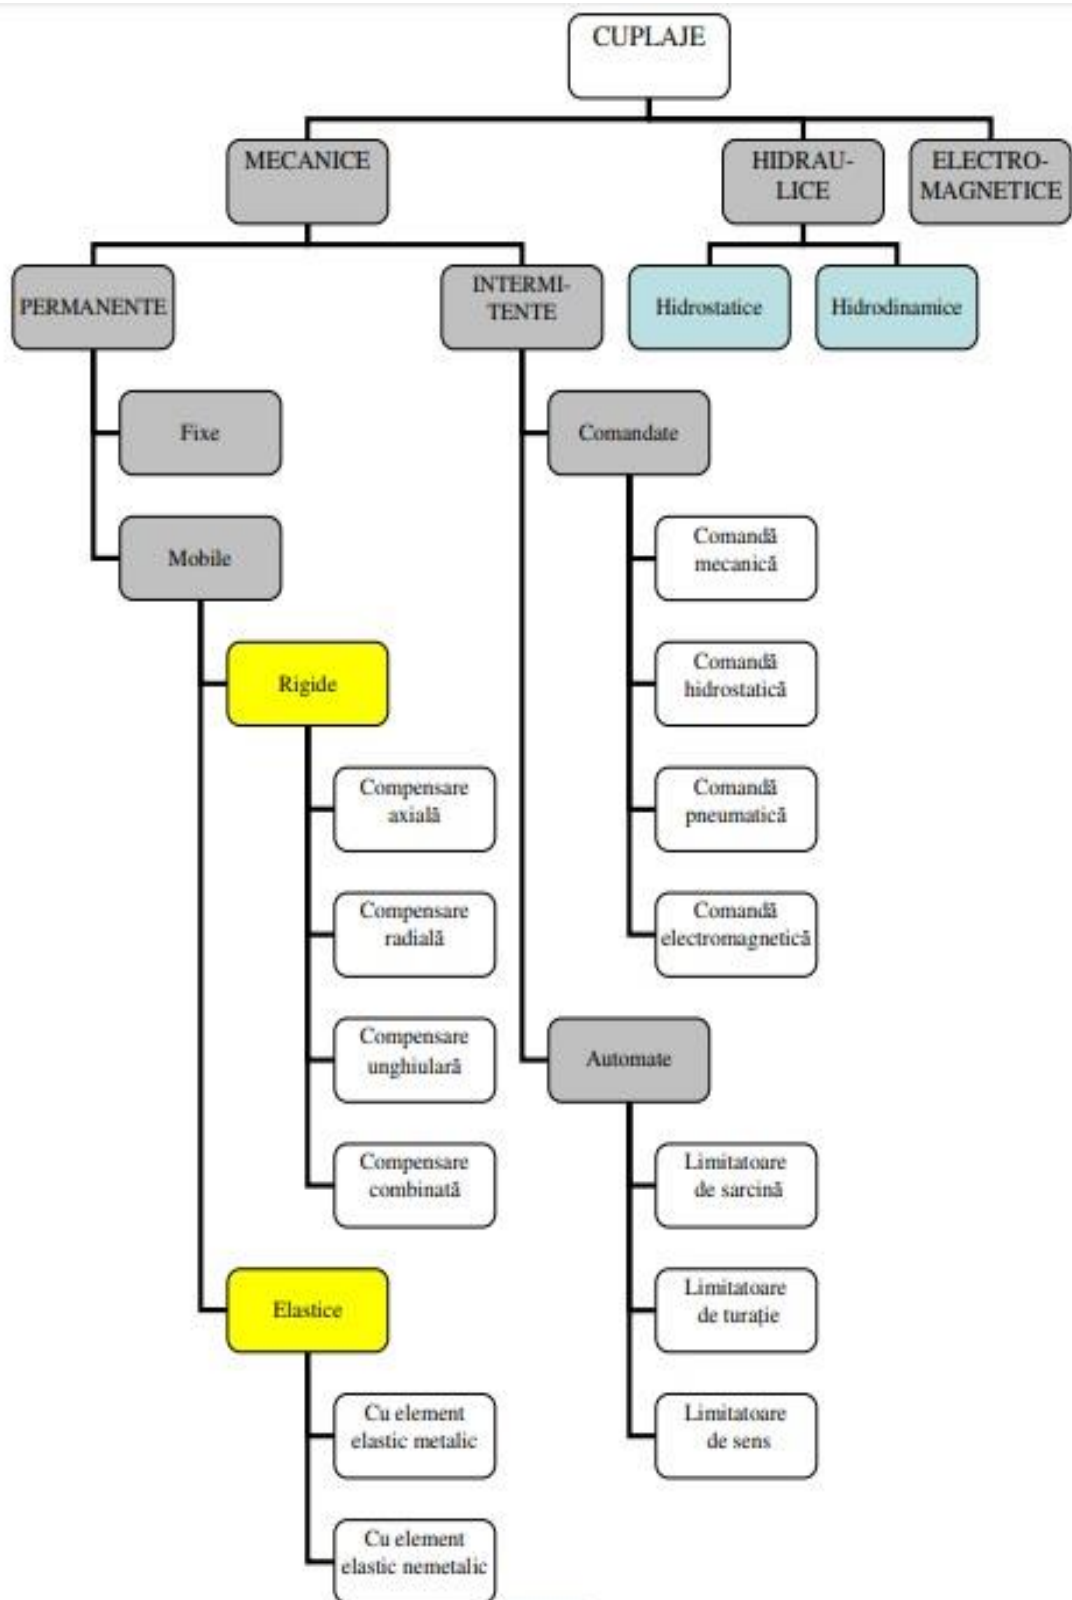 CUPLAJE
MECANICE
HIDRAU-
LICE
ELECTRO-
MAGNETICE
PERMANENTE
INTERMI-
TENTE
Hidrostatice
Hidrodinamice
Fixe
Mobile
Rigide
Compensare
axială
Compensare
radială
Compensare
unghiulară
Compensare
combinată
Elastice
Cu element
elastic metalic
Cu element
elastic nemetalic
Comandate
Comandă
mecanică
Comandă
hidrostatică
Comandă
pneumatică
Comandă
electromagnetică
Automate
Limitatoare
de sarcină
Limitatoare
de turație
Limitatoare
de sens